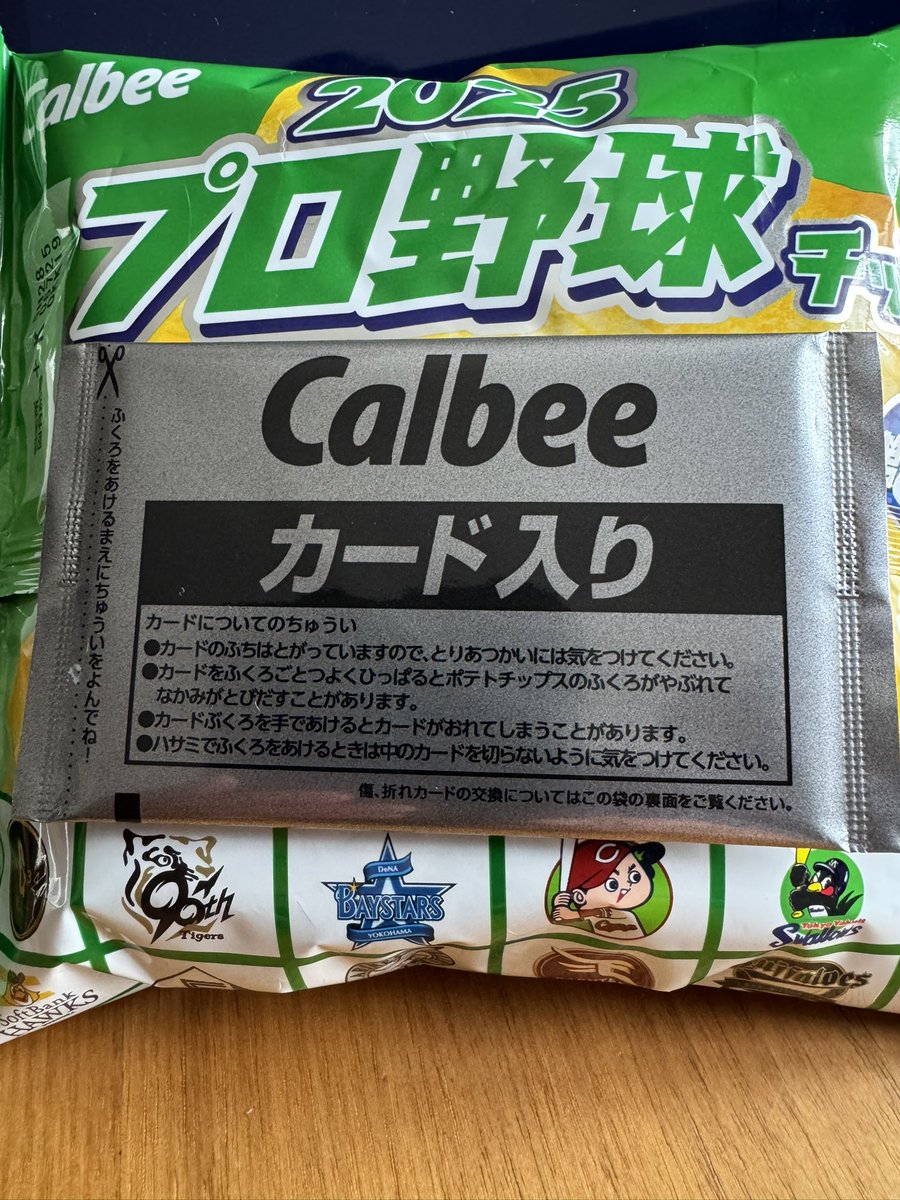 Calbee
2025
プロ野球
チッ
Calbee
カード入り
ふくろをあけるまえにちゅういをよんでね!
カードについてのちゅうい
●カードのふちはとがっていますので、とりあつかいには気をつけてください。
●カードをふくろごとつよくひっぱるとポテトチップスのふくろがやぶれて
なかみがとびだすことがあります。
●カードぶくろを手であけるとカードがおれてしまうことがあります。
●ハサミでふくろをあけるときは中のカードを切らないように気をつけてください。
傷、折れカードの交換についてはこの袋の裏面をご覧ください。
90th
Tigers
DeNA
BAYSTARS
YOKOHAMA
C
Tokyo Yakult
Swallows
SoftBank
HAWKS
Buffaloes